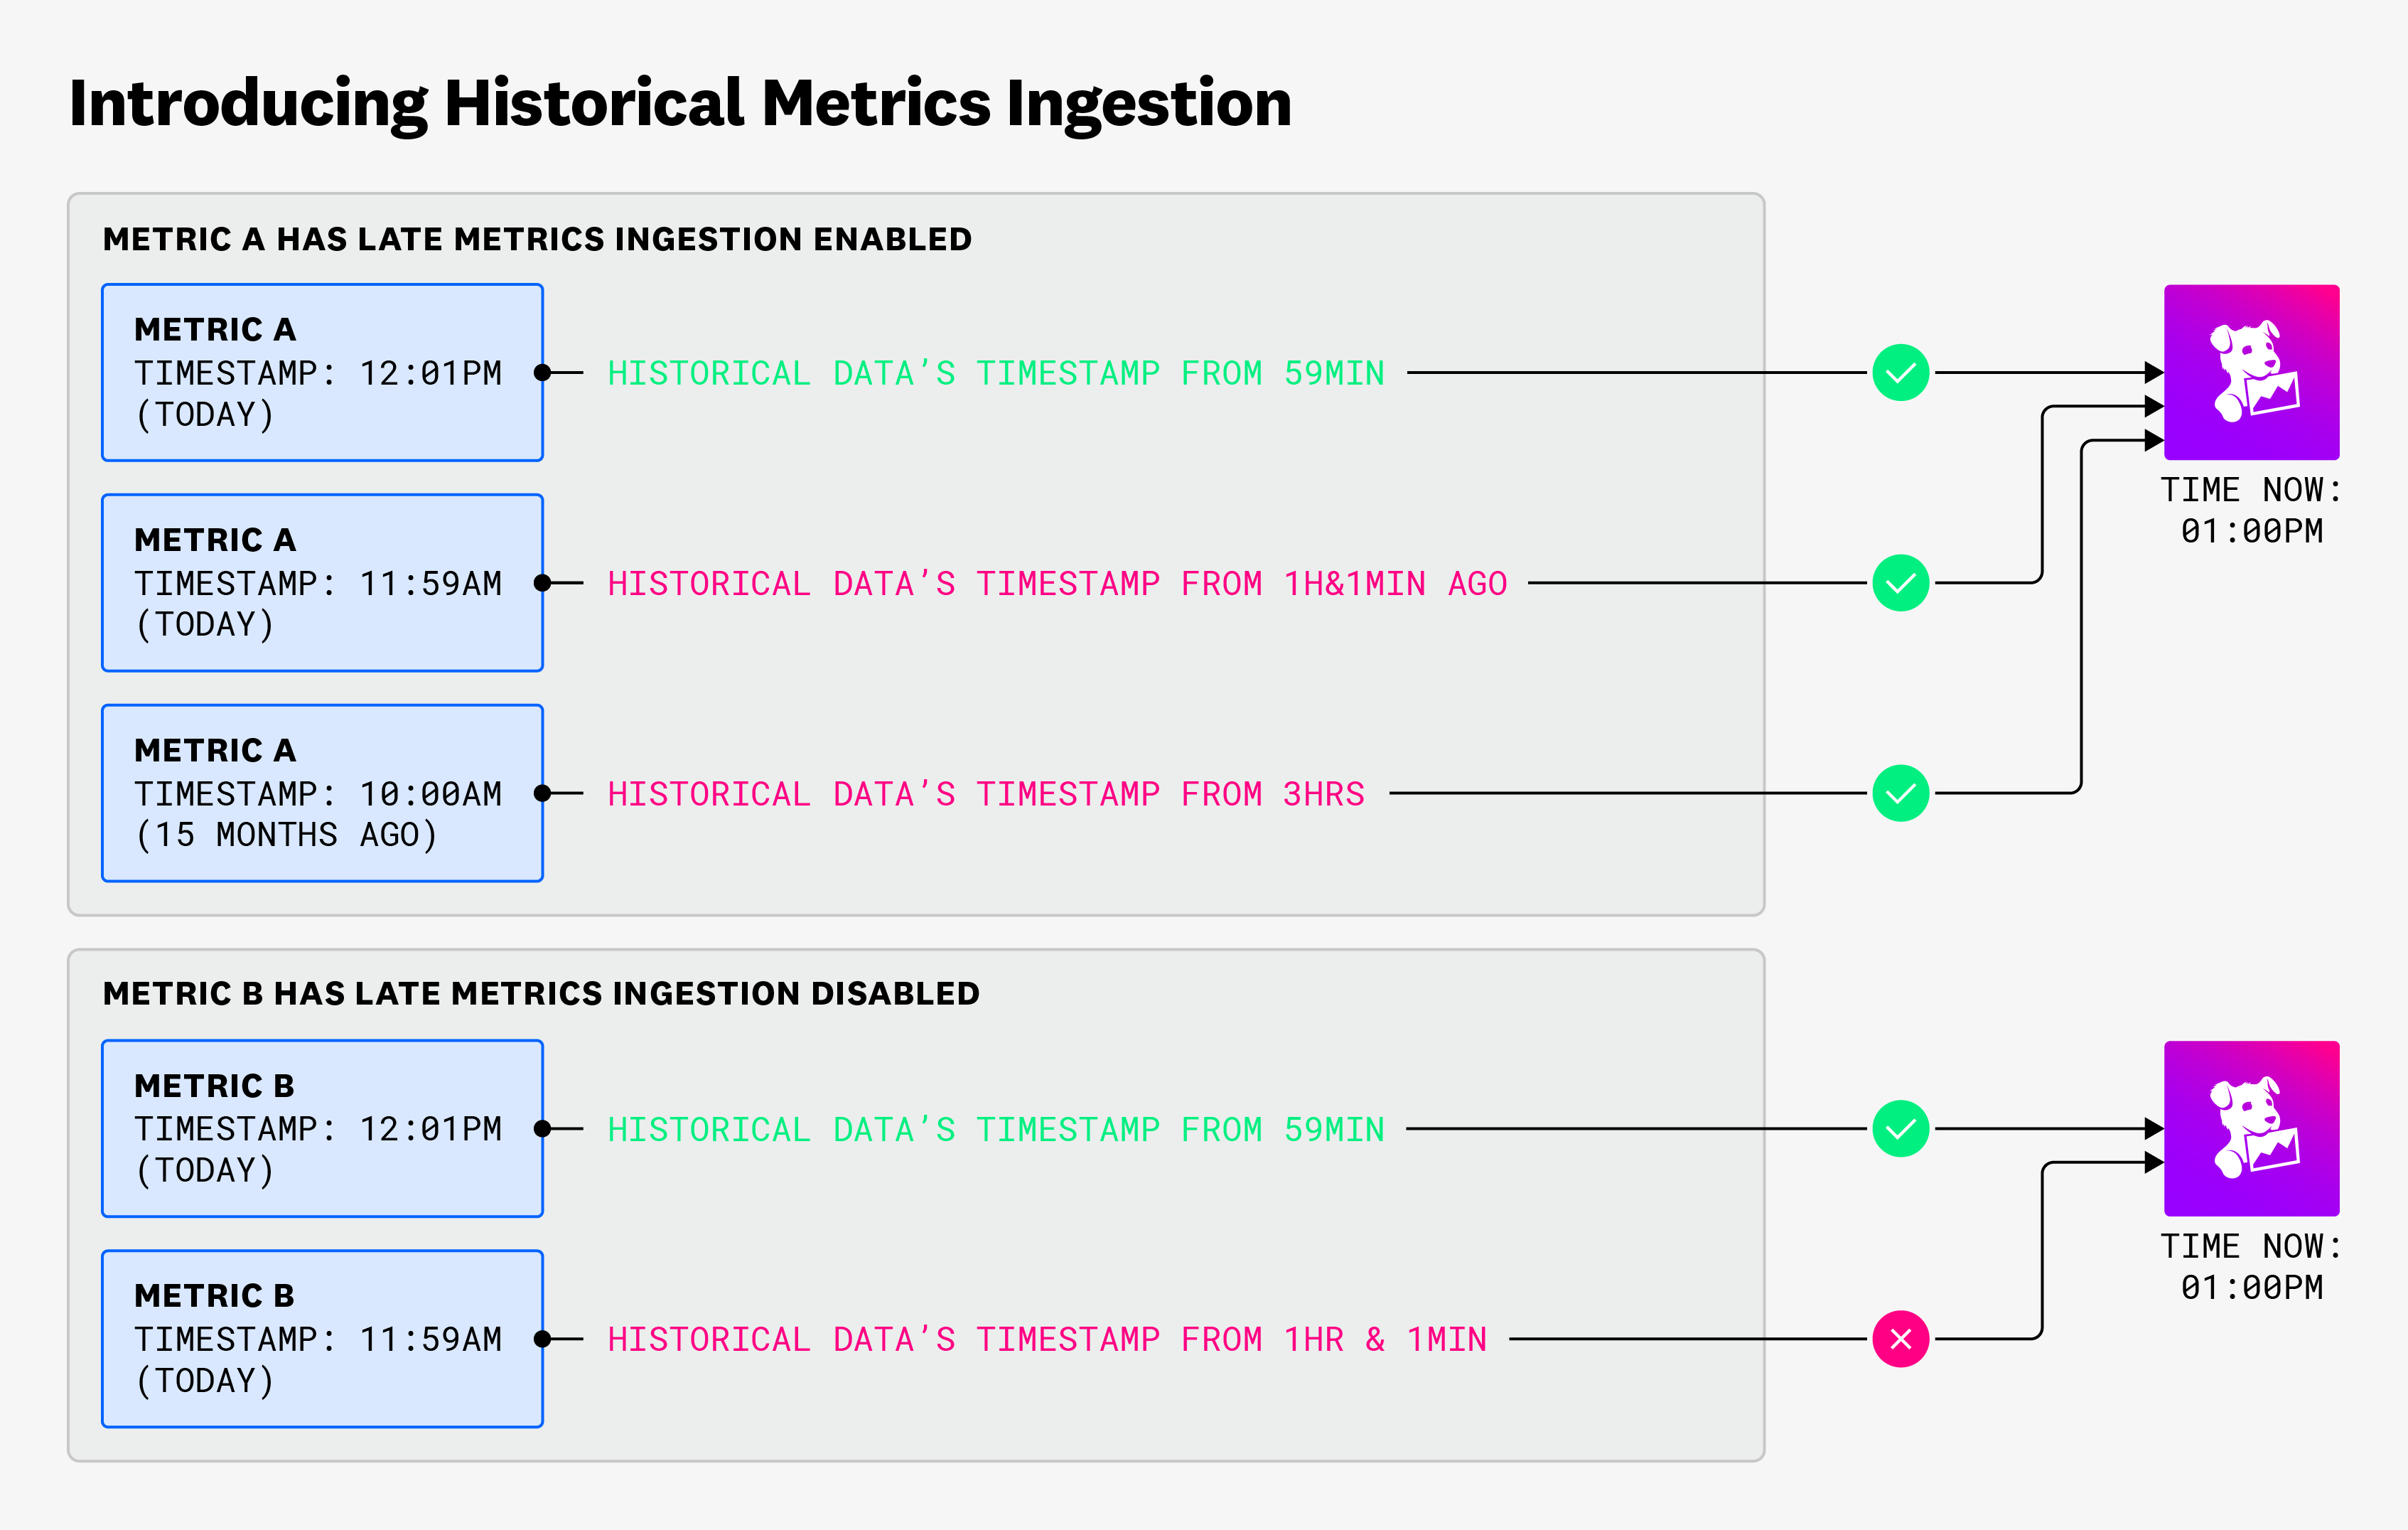 Introducing Historical Metrics Ingestion
METRIC A HAS LATE METRICS INGESTION ENABLED
METRIC A
TIMESTAMP: 12:01PM
(TODAY)
HISTORICAL DATA’S TIMESTAMP FROM 59MIN
METRIC A
TIMESTAMP: 11:59AM
(TODAY)
HISTORICAL DATA’S TIMESTAMP FROM 1H&1MIN AGO
METRIC A
TIMESTAMP: 10:00AM
(15 MONTHS AGO)
HISTORICAL DATA’S TIMESTAMP FROM 3HRS
TIME NOW:
01:00PM
METRIC B HAS LATE METRICS INGESTION DISABLED
METRIC B
TIMESTAMP: 12:01PM
(TODAY)
HISTORICAL DATA’S TIMESTAMP FROM 59MIN
METRIC B
TIMESTAMP: 11:59AM
(TODAY)
HISTORICAL DATA’S TIMESTAMP FROM 1HR & 1MIN
TIME NOW:
01:00PM